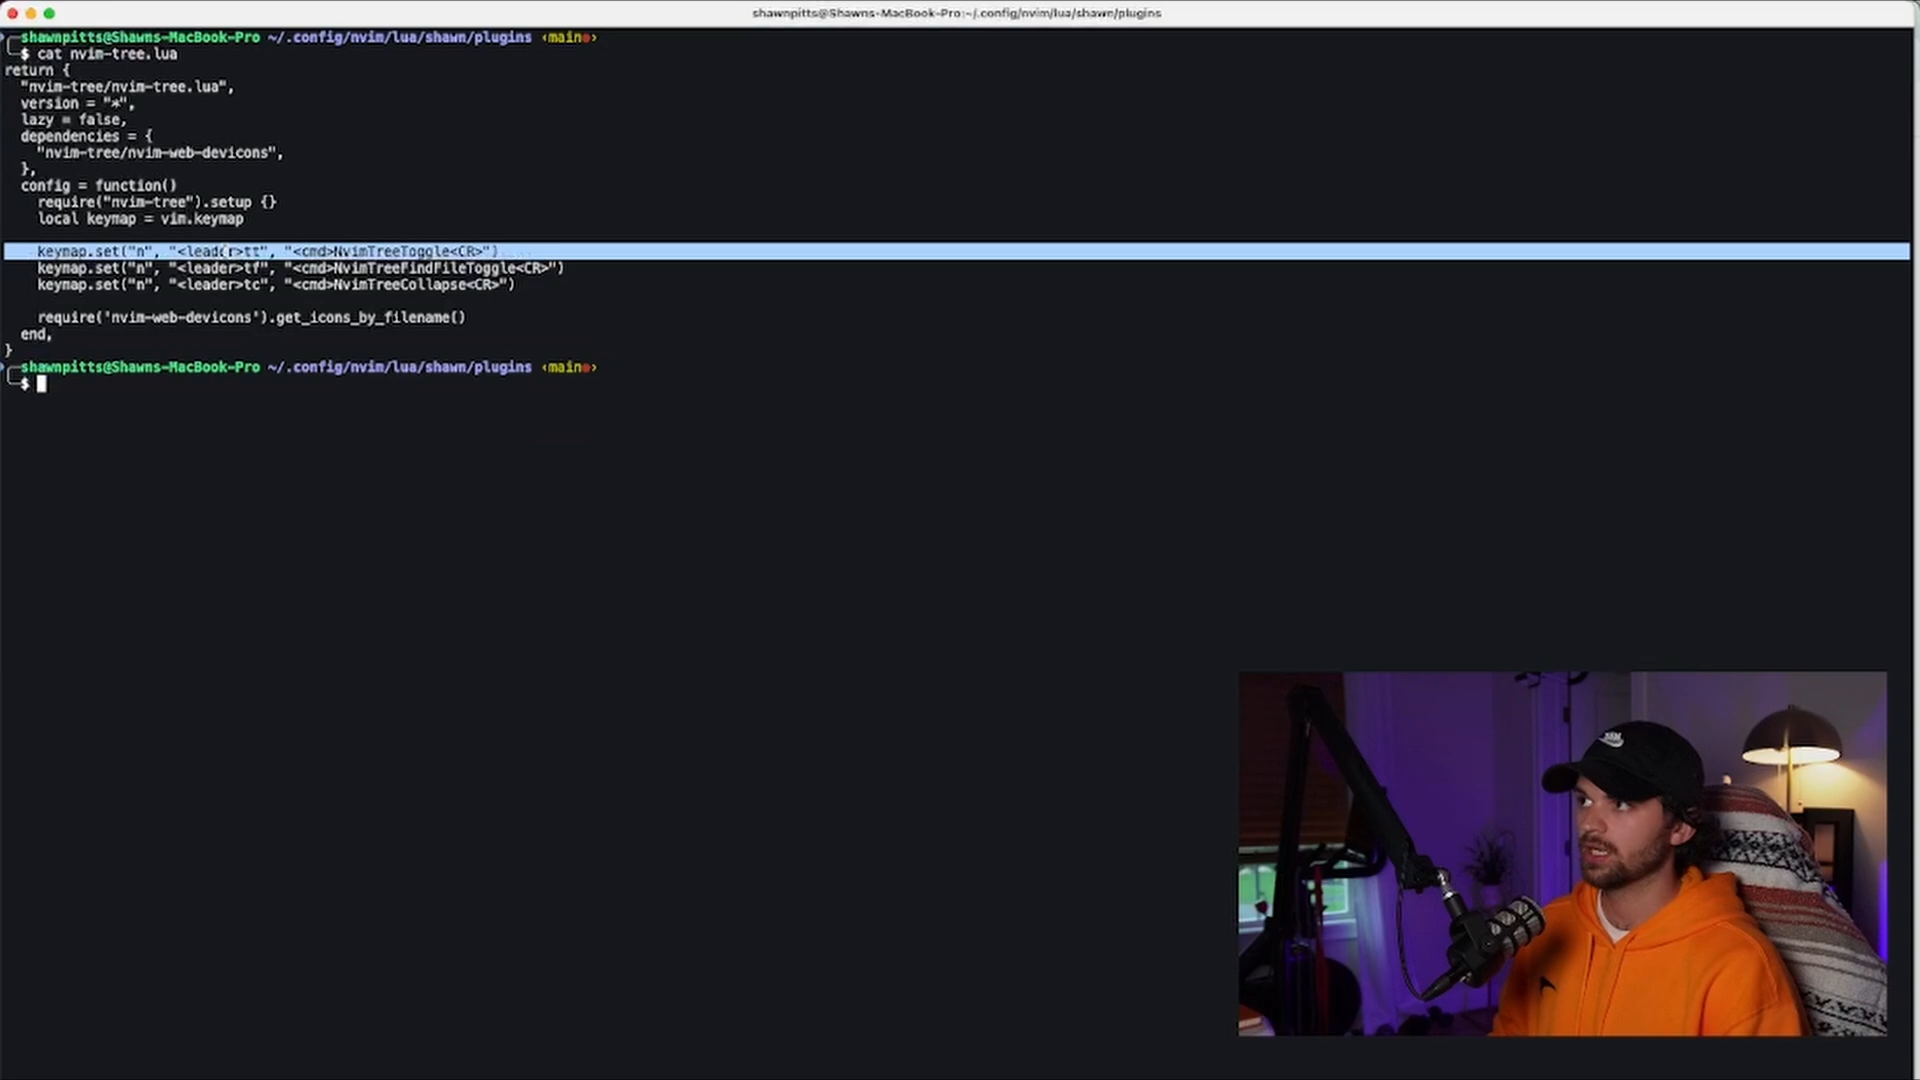 shawnpitts@Shawns-MacBook-Pro:~/.config/nvim/lua/shawn/plugins
shawnpitts@Shawns-MacBook-Pro ~/.config/nvim/lua/shawn/plugins ‹main●›
$ cat nvim-tree.lua
return {
  "nvim-tree/nvim-tree.lua",
  version = "*",
  lazy = false,
  dependencies = {
    "nvim-tree/nvim-web-devicons",
  },
  config = function()
    require("nvim-tree").setup {}
    local keymap = vim.keymap
    keymap.set("n", "<leader>tt", "<cmd>NvimTreeToggle<CR>")
    keymap.set("n", "<leader>tf", "<cmd>NvimTreeFindFileToggle<CR>")
    keymap.set("n", "<leader>tc", "<cmd>NvimTreeCollapse<CR>")
    require('nvim-web-devicons').get_icons_by_filename()
  end,
}
shawnpitts@Shawns-MacBook-Pro ~/.config/nvim/lua/shawn/plugins ‹main●›
$